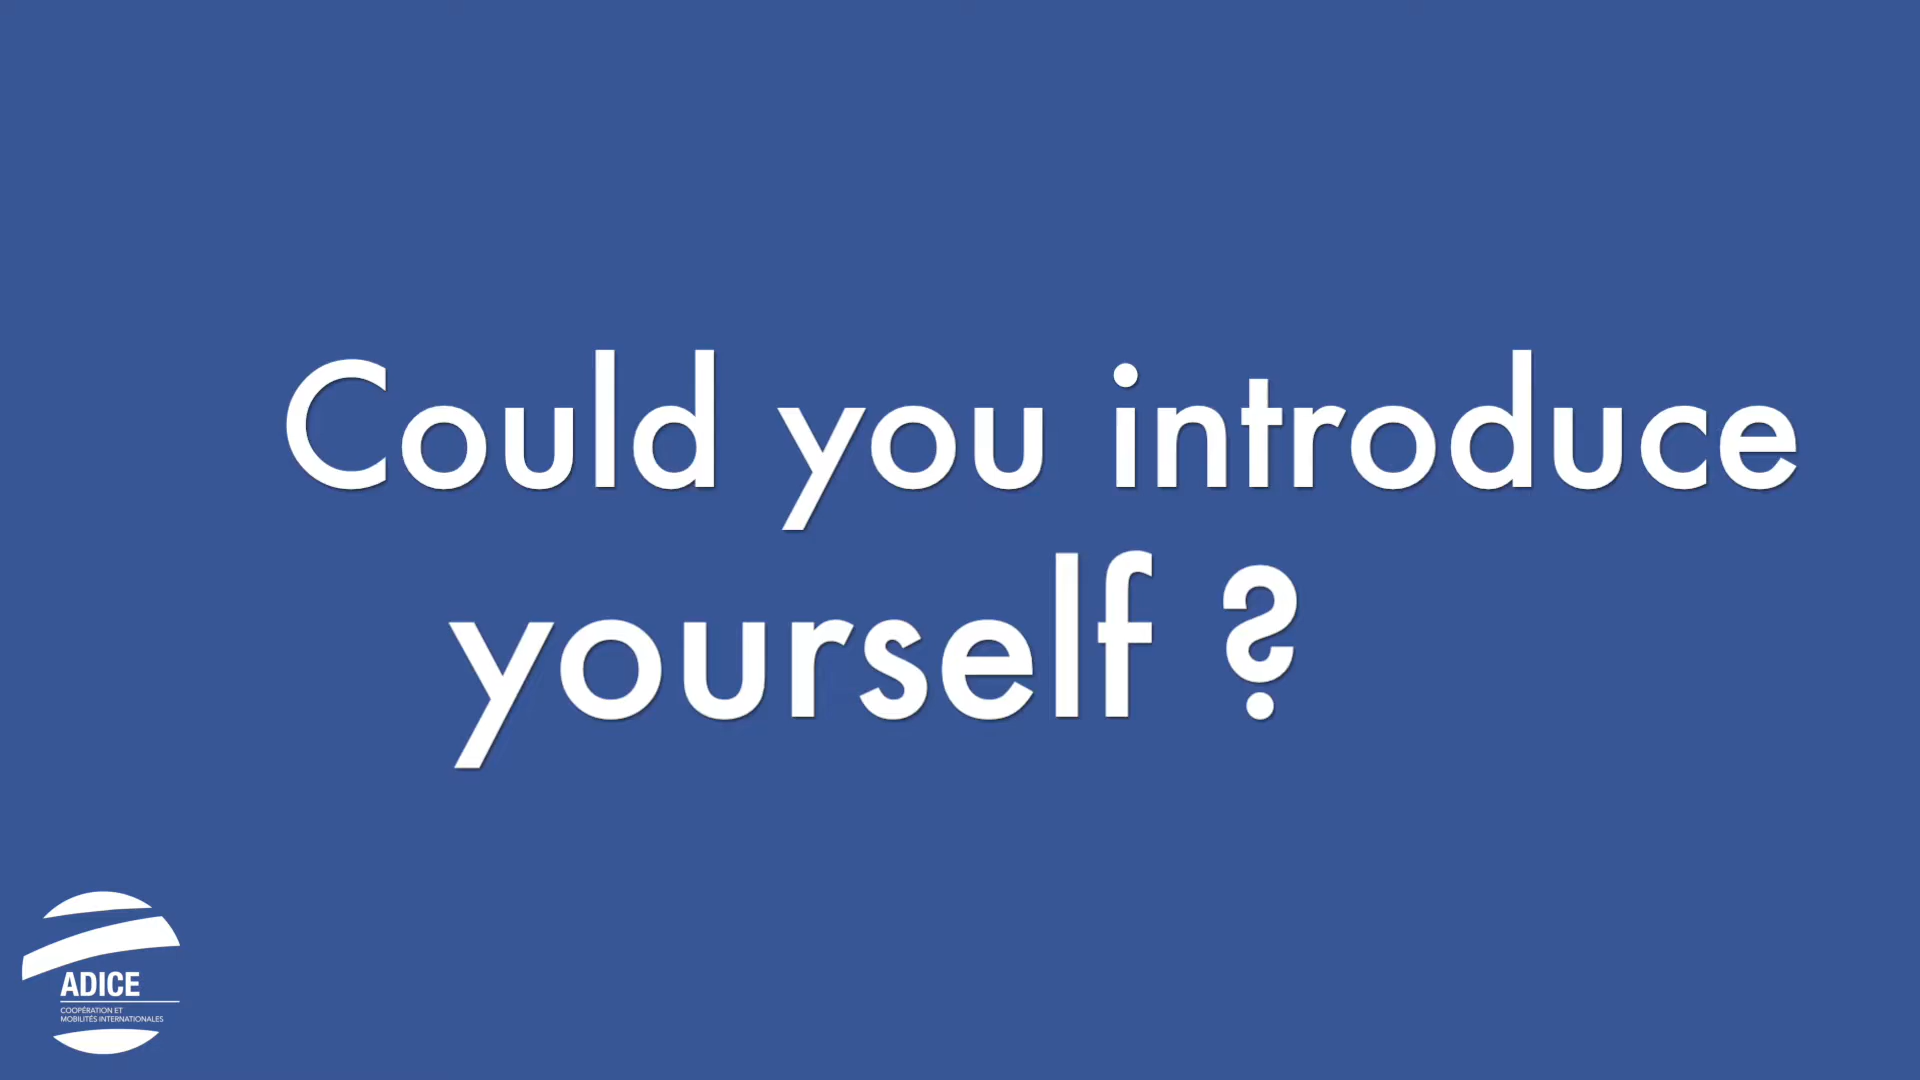 Could you introduce
yourself ?
ADICE
COOPÉRATION ET
MOBILITÉS INTERNATIONALES